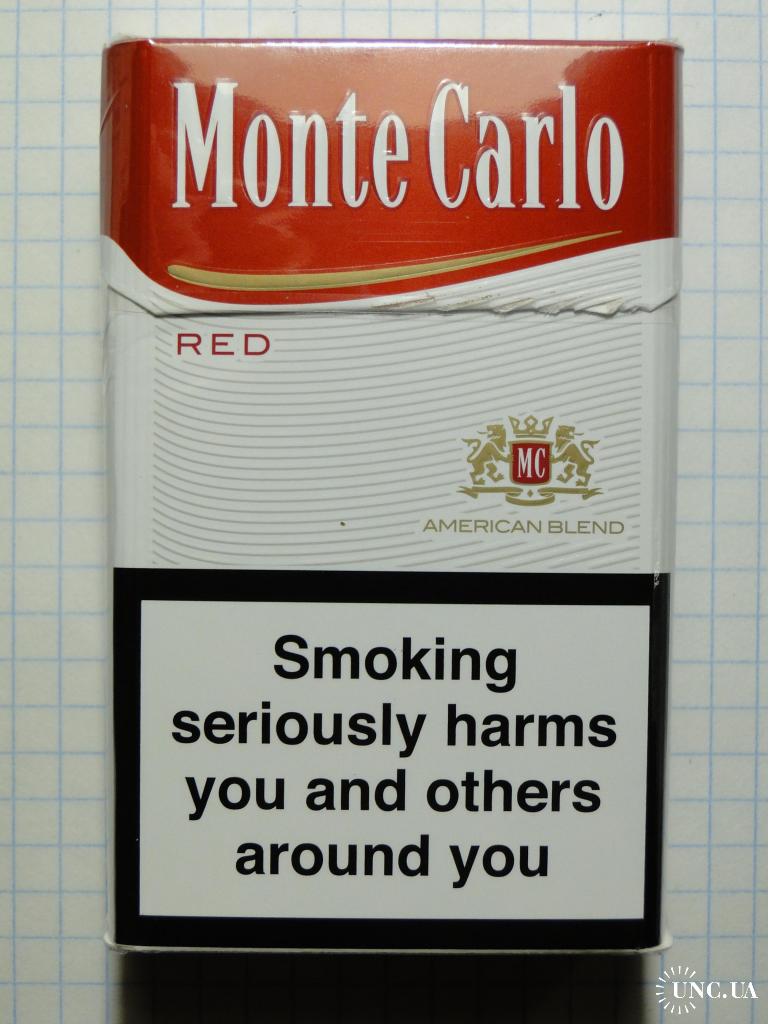 Monte Carlo
RED
MC
AMERICAN BLEND
Smoking
seriously harms
you and others
around you
UNC.UA